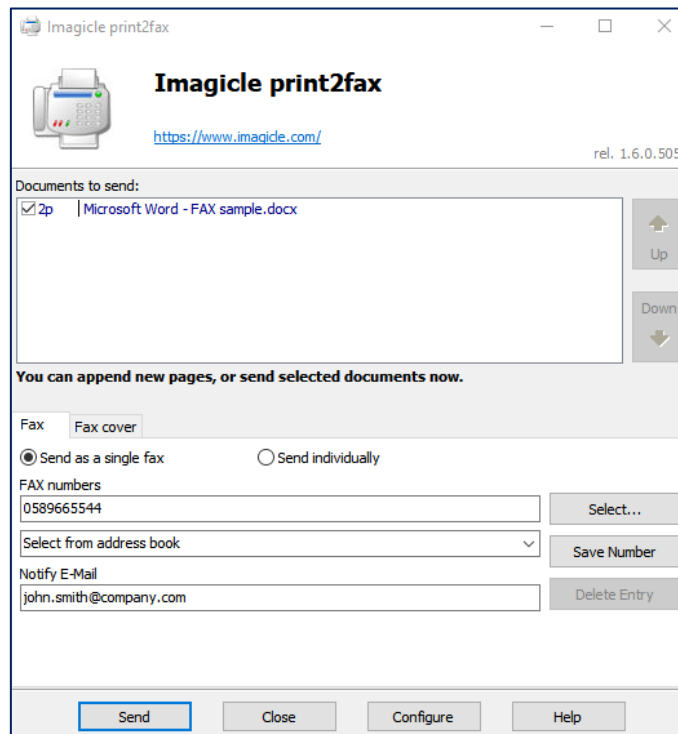 Imagicle print2fax
Imagicle print2fax
https://www.imagicle.com/
rel. 1.6.0.505
Documents to send:
2p Microsoft Word - FAX sample.docx
Up
Down
You can append new pages, or send selected documents now.
Fax Fax cover
Send as a single fax Send individually
FAX numbers
0589665544 Select...
Select from address book Save Number
Notify E-Mail
john.smith@company.com Delete Entry
Send Close Configure Help